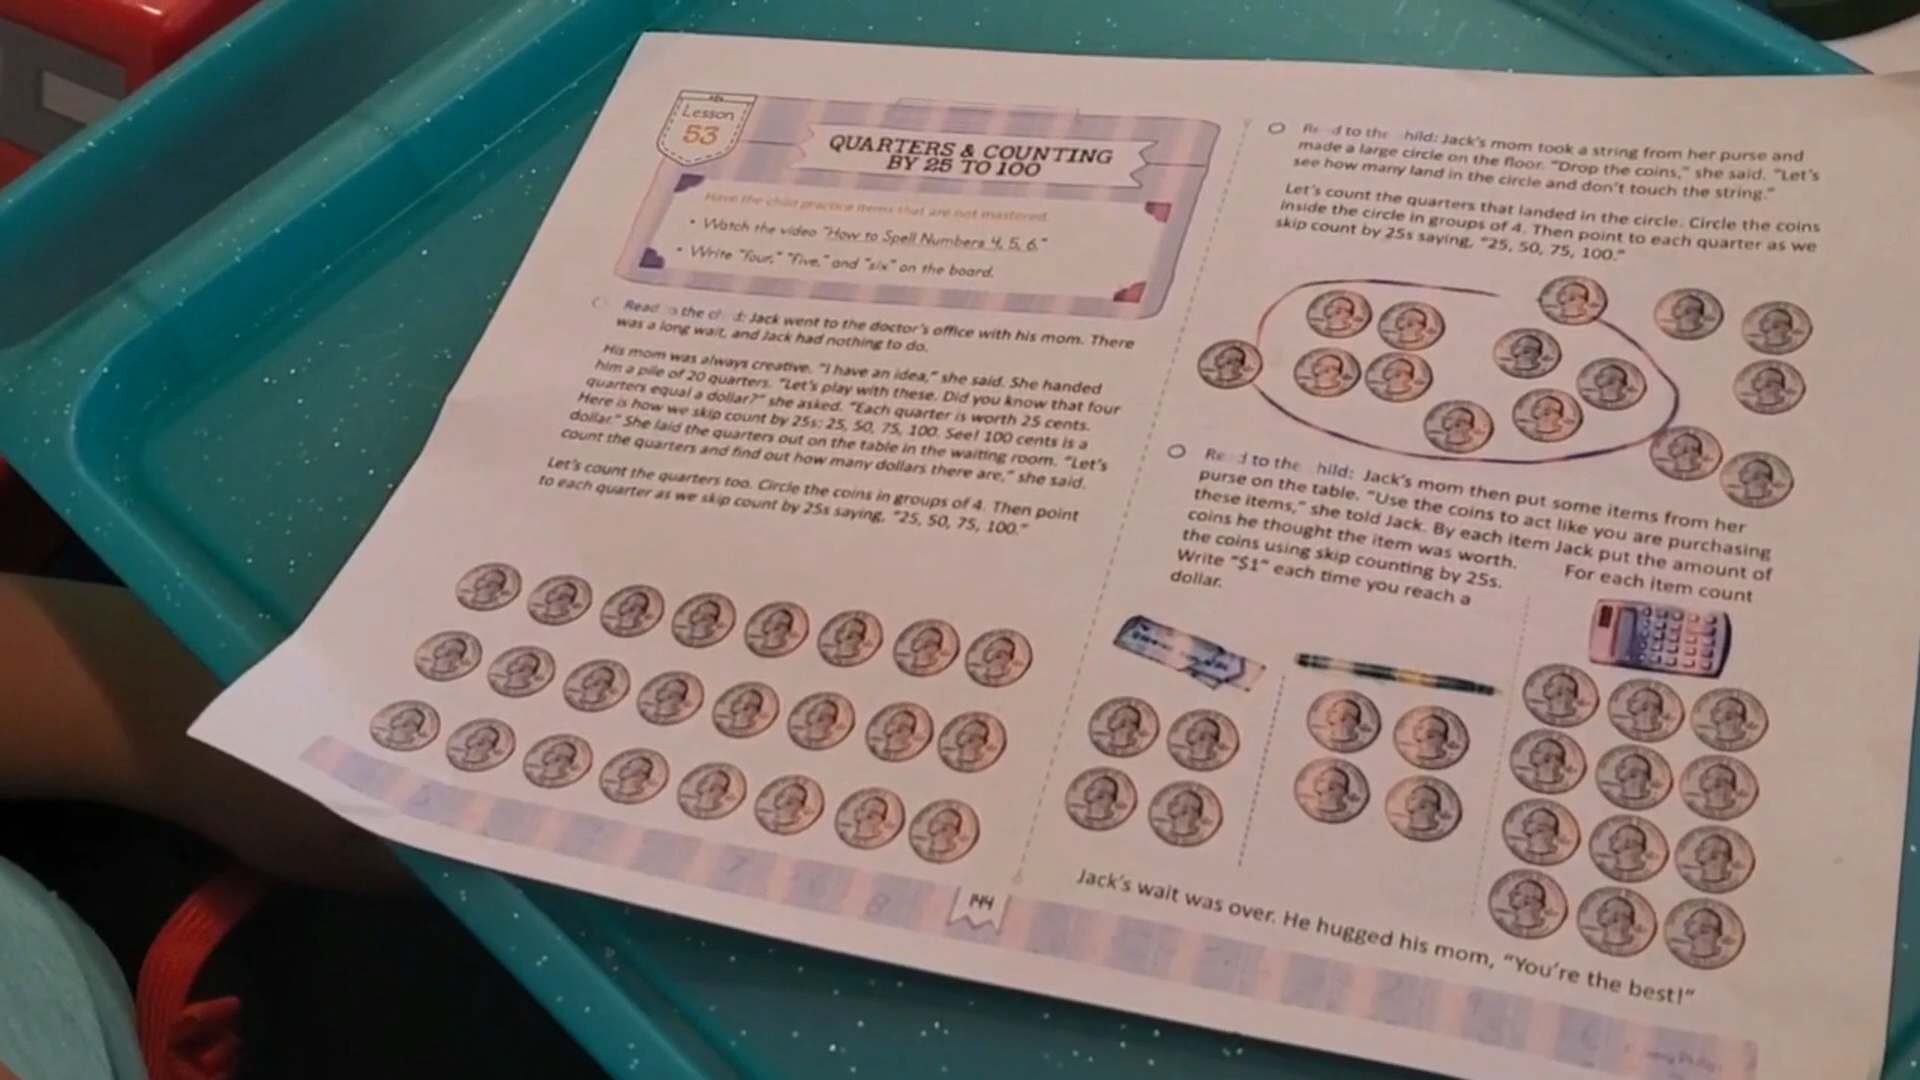 Lesson
53
QUARTERS & COUNTING
BY 25 TO 100
Have the child practice items that are not mastered.
• Watch the video "How to Spell Numbers 4, 5, 6."
• Write "four," "five," and "six" on the board.
Read the d: Jack went to the doctor's office with his mom. There
was a long wait, and Jack had nothing to do.
His mom was always creative. "I have an idea," she said. She handed
him a pile of 20 quarters. "Let's play with these. Did you know that four
quarters equal a dollar?" she asked. "Each quarter is worth 25 cents.
Here is how we skip count by 25s: 25, 50, 75, 100. See! 100 cents is a
dollar." She laid the quarters out on the table in the waiting room. "Let's
count the quarters and find out how many dollars there are," she said.
Let's count the quarters too. Circle the coins in groups of 4. Then point
to each quarter as we skip count by 25s saying, "25, 50, 75, 100."
144
Re d to the hild: Jack's mom took a string from her purse and
made a large circle on the floor. "Drop the coins," she said. "Let's
see how many land in the circle and don't touch the string."
Let's count the quarters that landed in the circle. Circle the coins
inside the circle in groups of 4. Then point to each quarter as we
skip count by 25s saying, "25, 50, 75, 100."
Re d to the hild: Jack's mom then put some items from her
purse on the table. "Use the coins to act like you are purchasing
these items," she told Jack. By each item Jack put the amount of
coins he thought the item was worth. For each item count
the coins using skip counting by 25s.
Write "$1" each time you reach a
dollar.
Jack's wait was over. He hugged his mom, "You're the best!"